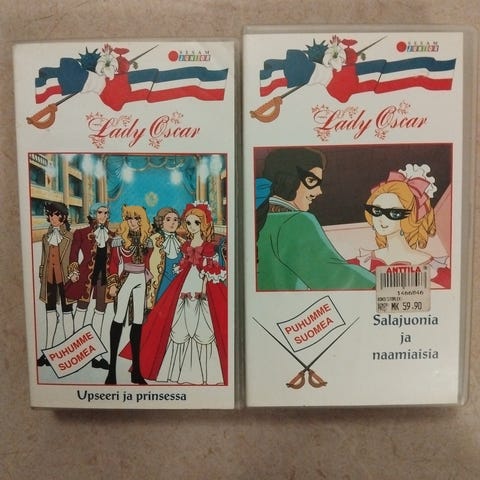 SESAM
JUNIOR
Lady Oscar
PUHUMME
SUOMEA
Upseeri ja prinsessa
SESAM
JUNIOR
Lady Oscar
ANTTILA
1466846
MK 59.90
PUHUMME
SUOMEA
Salajuonia
ja
naamiaisia